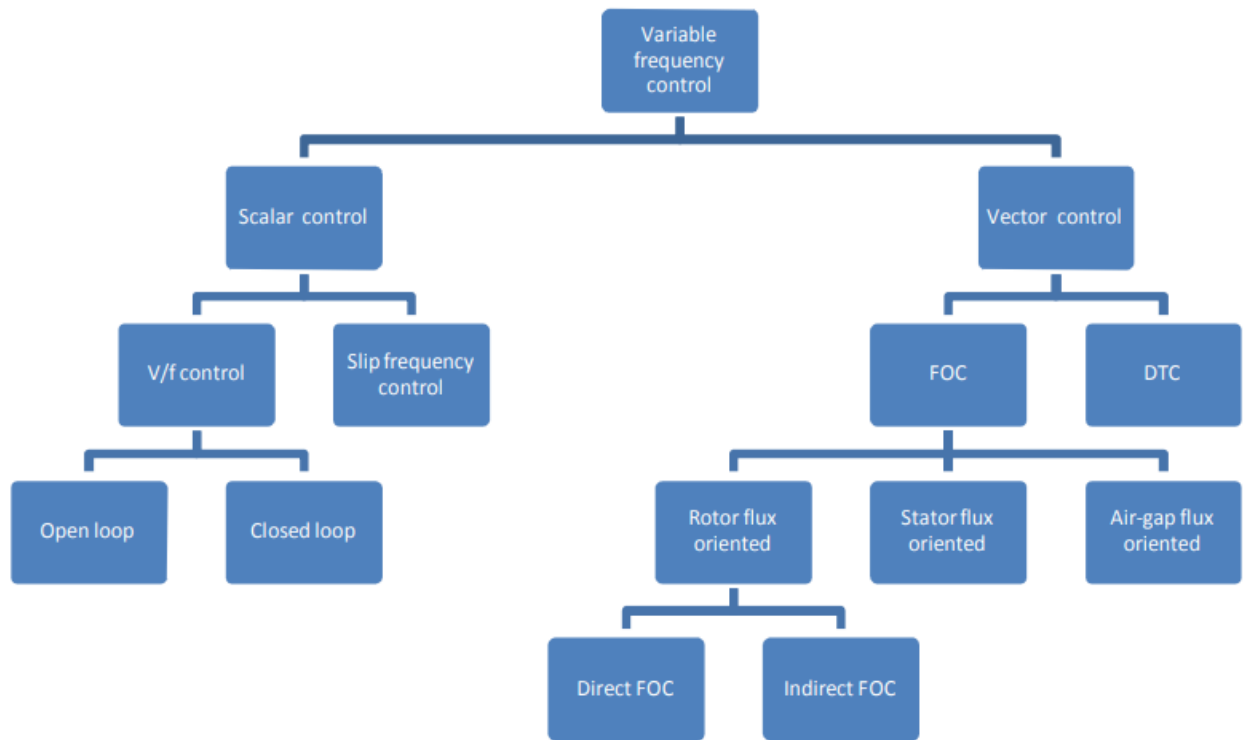 Variable
frequency
control
Scalar control
Vector control
V/f control
Slip frequency
control
FOC
DTC
Open loop
Closed loop
Rotor flux
oriented
Stator flux
oriented
Air-gap flux
oriented
Direct FOC
Indirect FOC